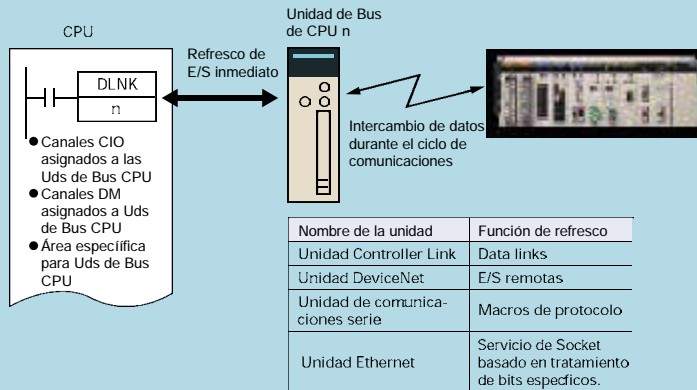 CPU
DLNK
n
● Canales CIO
asignados a las
Uds de Bus CPU
● Canales DM
asignados a Uds
de Bus CPU
● Área especíifica
para Uds de Bus
CPU
Refresco de
E/S inmediato
Unidad de Bus
de CPU n
Intercambio de datos
durante el ciclo de
comunicaciones
Nombre de la unidad Función de refresco
Unidad Controller Link Data links
Unidad DeviceNet E/S remotas
Unidad de comunica-
ciones serie
Macros de protocolo
Unidad Ethernet
Servicio de Socket
basado en tratamiento
de bits especficos.